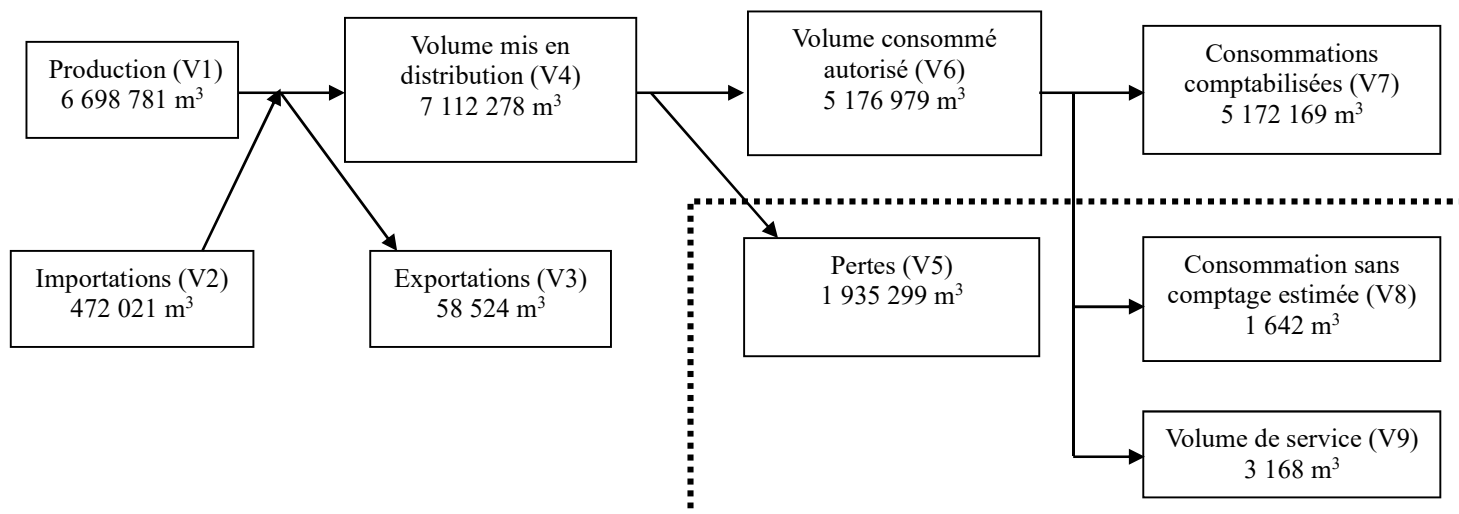 Production (V1)
6 698 781 m³
Volume mis en
distribution (V4)
7 112 278 m³
Volume consommé
autorisé (V6)
5 176 979 m³
Consommations
comptabilisées (V7)
5 172 169 m³
Importations (V2)
472 021 m³
Exportations (V3)
58 524 m³
Pertes (V5)
1 935 299 m³
Consommation sans
comptage estimée (V8)
1 642 m³
Volume de service (V9)
3 168 m³